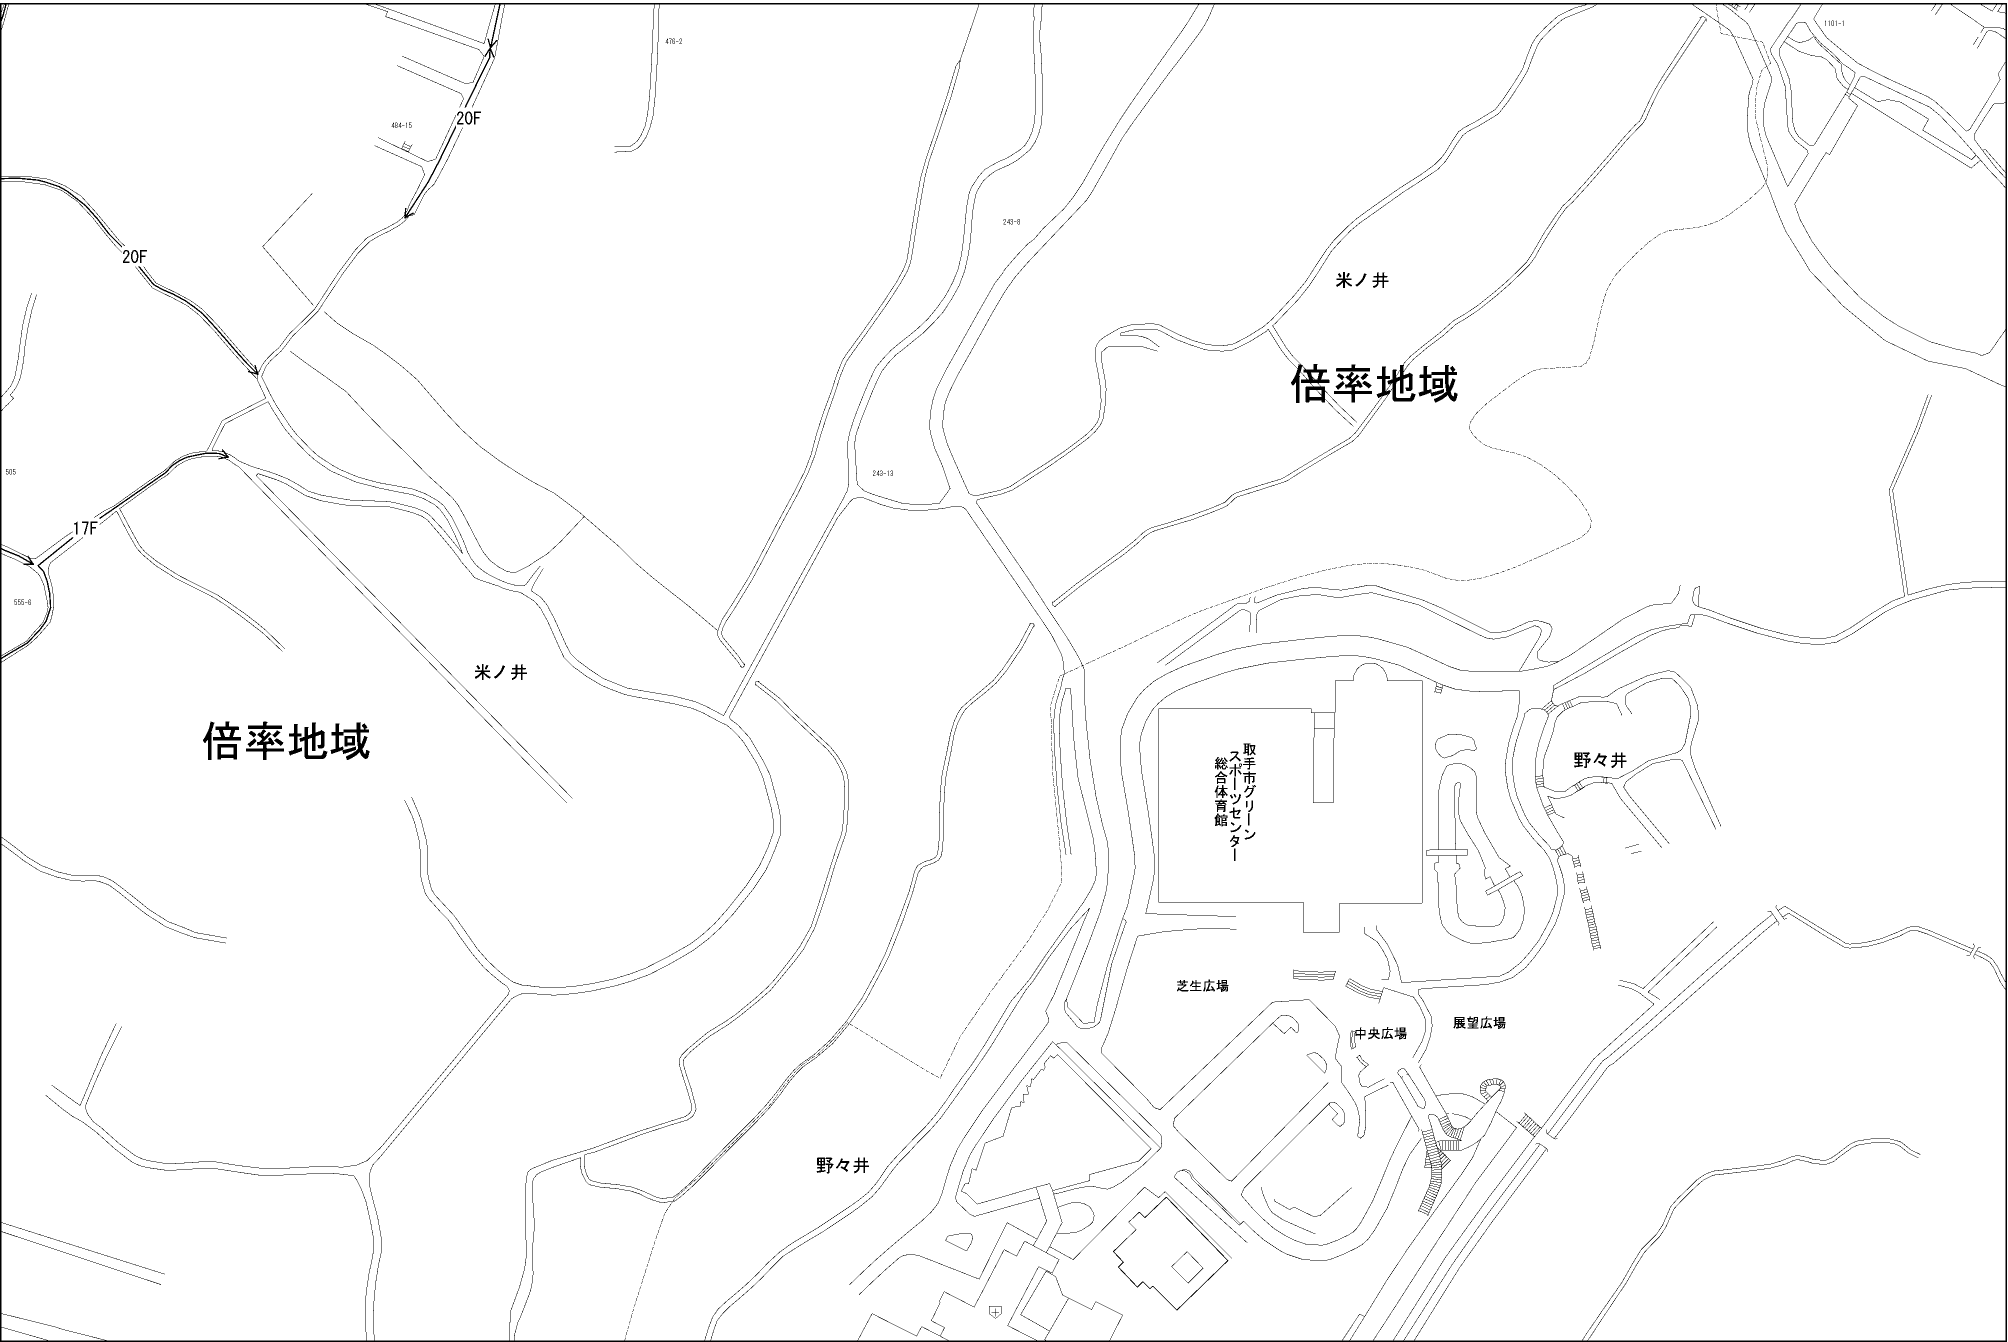 1101-1
476-2
20F
484-15
243-8
20F
米ノ井
倍率地域
505
243-13
17F
555-6
米ノ井
倍率地域
取手市グリーン
スポーツセンター
総合体育館
野々井
芝生広場
展望広場
中央広場
野々井